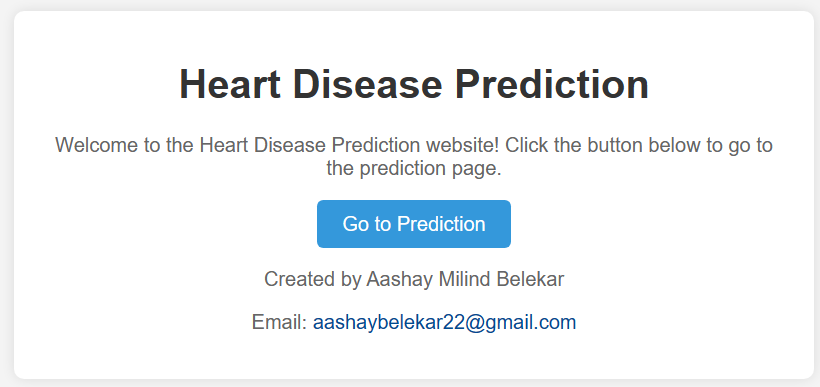 Heart Disease Prediction
Welcome to the Heart Disease Prediction website! Click the button below to go to
the prediction page.
Go to Prediction
Created by Aashay Milind Belekar
Email: aashaybelekar22@gmail.com